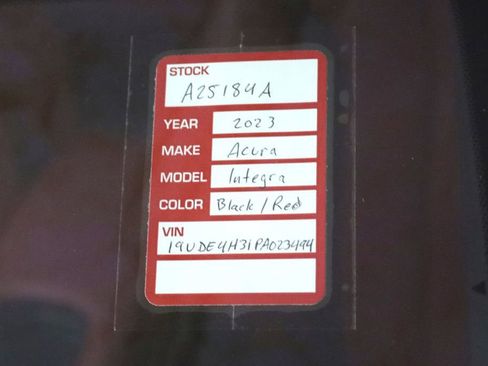 STOCK
A25184A
YEAR 2023
MAKE Acura
MODEL Integra
COLOR Black/Red
VIN
19UDE4H31PA023494